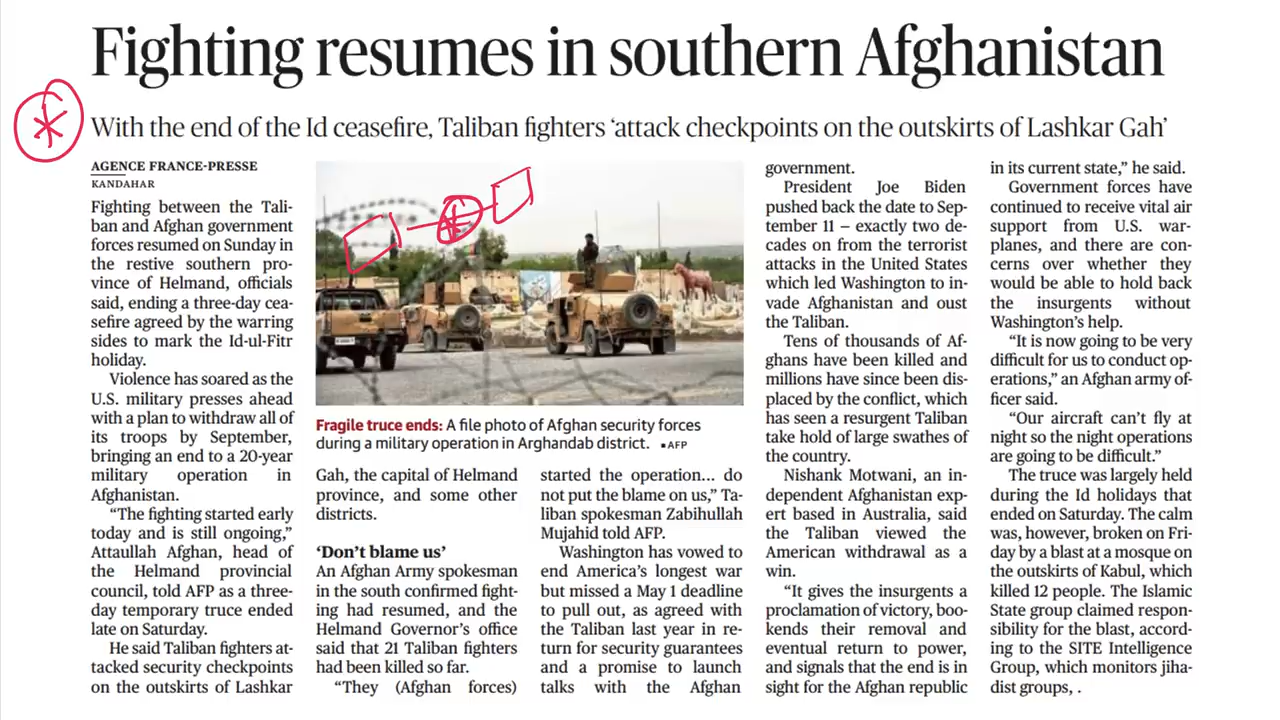 Fighting resumes in southern Afghanistan
With the end of the Id ceasefire, Taliban fighters ‘attack checkpoints on the outskirts of Lashkar Gah’
AGENCE FRANCE-PRESSE
KANDAHAR
Fighting between the Tali-
ban and Afghan government
forces resumed on Sunday in
the restive southern pro-
vince of Helmand, officials
said, ending a three-day cea-
sefire agreed by the warring
sides to mark the Id-ul-Fitr
holiday.
Violence has soared as the
U.S. military presses ahead
with a plan to withdraw all of
its troops by September,
bringing an end to a 20-year
military operation in
Afghanistan.
“The fighting started early
today and is still ongoing,”
Attaullah Afghan, head of
the Helmand provincial
council, told AFP as a three-
day temporary truce ended
late on Saturday.
He said Taliban fighters at-
tacked security checkpoints
on the outskirts of Lashkar
Fragile truce ends: A file photo of Afghan security forces
during a military operation in Arghandab district. ▪AFP
Gah, the capital of Helmand
province, and some other
districts.
‘Don’t blame us’
An Afghan Army spokesman
in the south confirmed fight-
ing had resumed, and the
Helmand Governor’s office
said that 21 Taliban fighters
had been killed so far.
“They (Afghan forces)
started the operation... do
not put the blame on us,” Ta-
liban spokesman Zabihullah
Mujahid told AFP.
Washington has vowed to
end America’s longest war
but missed a May 1 deadline
to pull out, as agreed with
the Taliban last year in re-
turn for security guarantees
and a promise to launch
talks with the Afghan
government.
President Joe Biden
pushed back the date to Sep-
tember 11 – exactly two de-
cades on from the terrorist
attacks in the United States
which led Washington to in-
vade Afghanistan and oust
the Taliban.
Tens of thousands of Af-
ghans have been killed and
millions have since been dis-
placed by the conflict, which
has seen a resurgent Taliban
take hold of large swathes of
the country.
Nishank Motwani, an in-
dependent Afghanistan exp-
ert based in Australia, said
the Taliban viewed the
American withdrawal as a
win.
“It gives the insurgents a
proclamation of victory, boo-
kends their removal and
eventual return to power,
and signals that the end is in
sight for the Afghan republic
in its current state,” he said.
Government forces have
continued to receive vital air
support from U.S. war-
planes, and there are con-
cerns over whether they
would be able to hold back
the insurgents without
Washington’s help.
“It is now going to be very
difficult for us to conduct op-
erations,” an Afghan army of-
ficer said.
“Our aircraft can’t fly at
night so the night operations
are going to be difficult.”
The truce was largely held
during the Id holidays that
ended on Saturday. The calm
was, however, broken on Fri-
day by a blast at a mosque on
the outskirts of Kabul, which
killed 12 people. The Islamic
State group claimed respon-
sibility for the blast, accord-
ing to the SITE Intelligence
Group, which monitors jiha-
dist groups, .